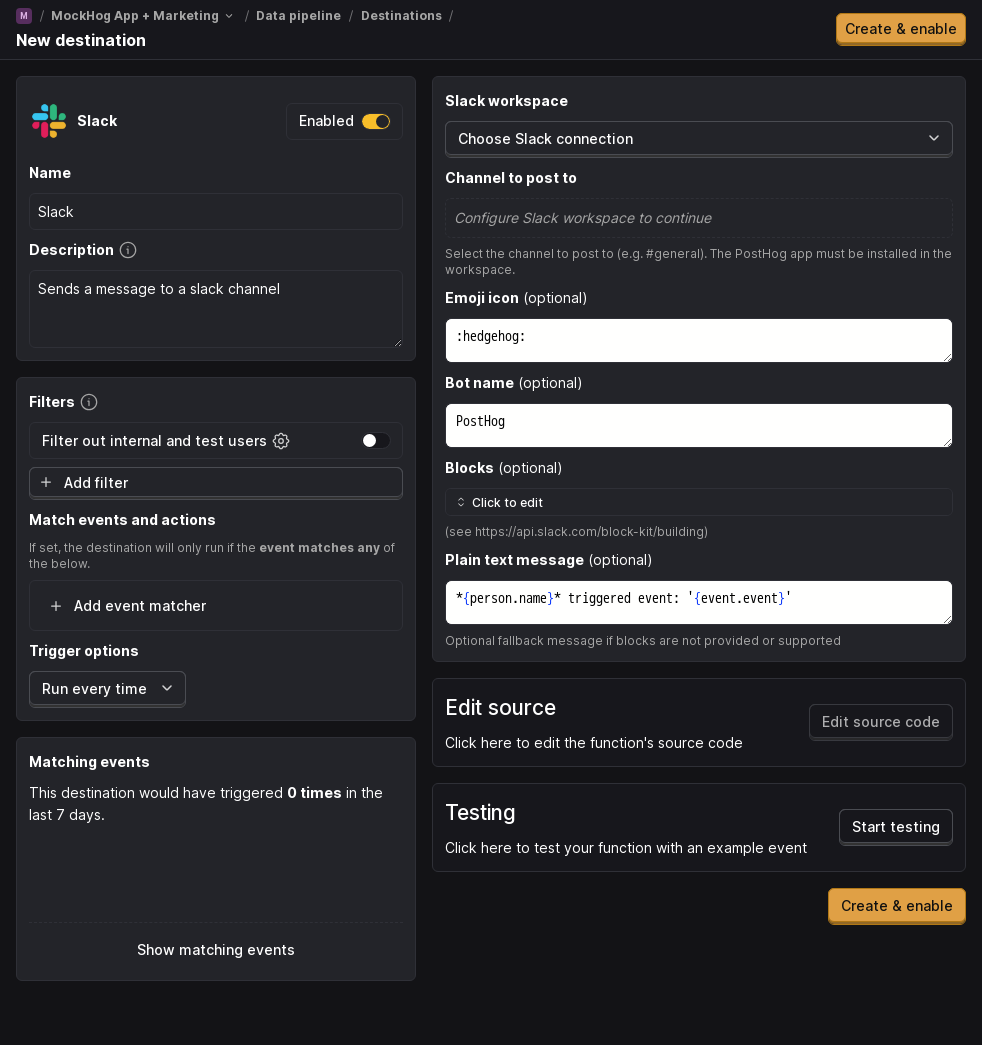 M / MockHog App + Marketing / Data pipeline / Destinations /
New destination
Create & enable
Slack
Enabled
Name
Slack
Description
Sends a message to a slack channel
Filters
Filter out internal and test users
Add filter
Match events and actions
If set, the destination will only run if the event matches any of
the below.
Add event matcher
Trigger options
Run every time
Matching events
This destination would have triggered 0 times in the
last 7 days.
Show matching events
Slack workspace
Choose Slack connection
Channel to post to
Configure Slack workspace to continue
Select the channel to post to (e.g. #general). The PostHog app must be installed in the
workspace.
Emoji icon (optional)
:hedgehog:
Bot name (optional)
PostHog
Blocks (optional)
Click to edit
(see https://api.slack.com/block-kit/building)
Plain text message (optional)
*{person.name}* triggered event: '{event.event}'
Optional fallback message if blocks are not provided or supported
Edit source
Click here to edit the function's source code
Edit source code
Testing
Click here to test your function with an example event
Start testing
Create & enable